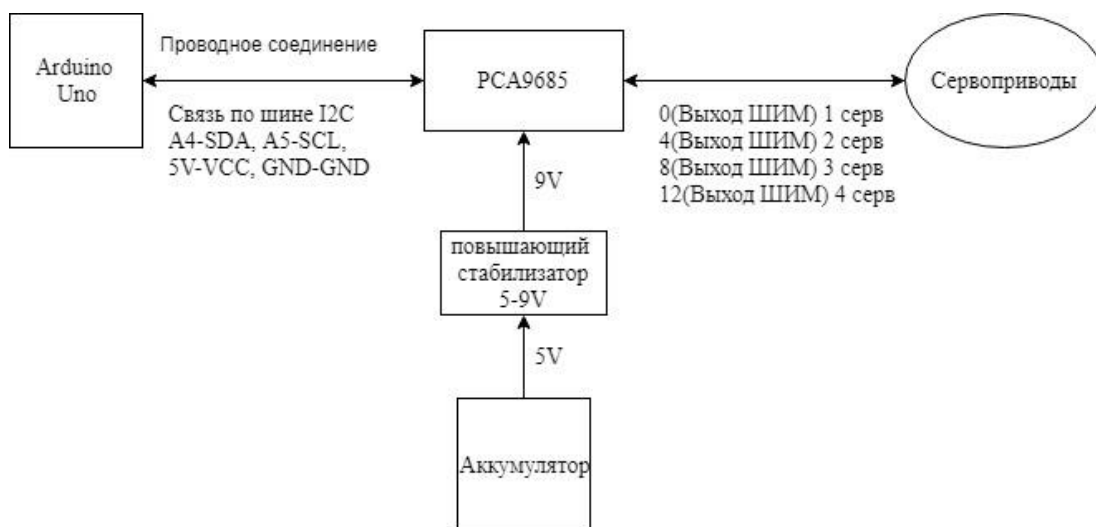 Arduino
Uno
Проводное соединение
Связь по шине I2C
A4-SDA, A5-SCL,
5V-VCC, GND-GND
PCA9685
Сервоприводы
0(Выход ШИМ) 1 серв
4(Выход ШИМ) 2 серв
8(Выход ШИМ) 3 серв
12(Выход ШИМ) 4 серв
9V
повышающий
стабилизатор
5-9V
5V
Аккумулятор